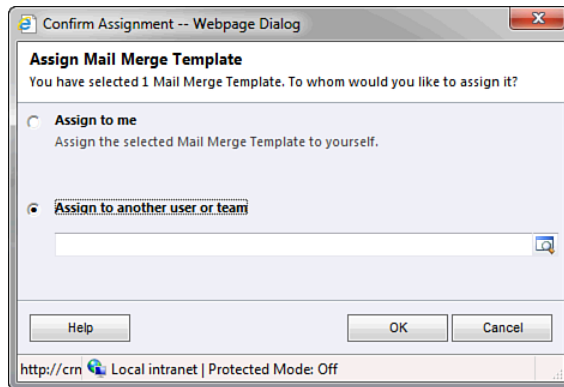 Confirm Assignment -- Webpage Dialog
Assign Mail Merge Template
You have selected 1 Mail Merge Template. To whom would you like to assign it?
Assign to me
Assign the selected Mail Merge Template to yourself.
Assign to another user or team
Help
OK
Cancel
http://crn Local intranet | Protected Mode: Off